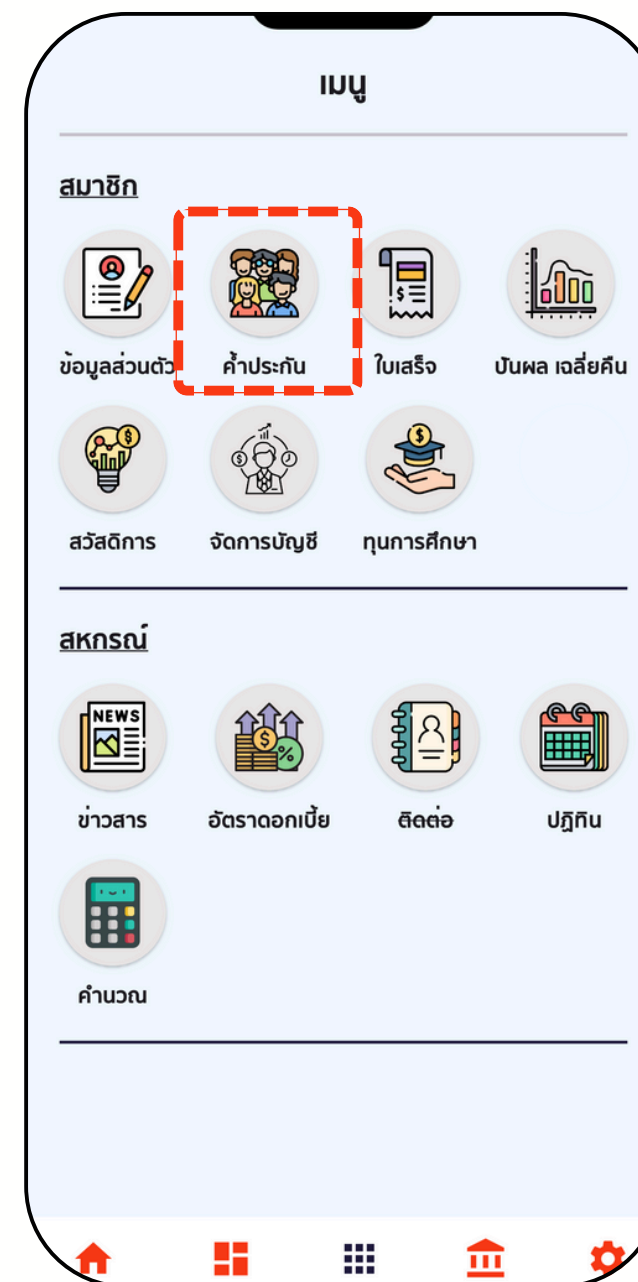 เมนู
สมาชิก
ข้อมูลส่วนตัว ค้ำประกัน ใบเสร็จ ปันผล เฉลี่ยคืน
สวัสดิการ จัดการบัญชี ทุนการศึกษา
สหกรณ์
NEWS
ข่าวสาร อัตราดอกเบี้ย ติดต่อ ปฏิทิน
คำนวณ